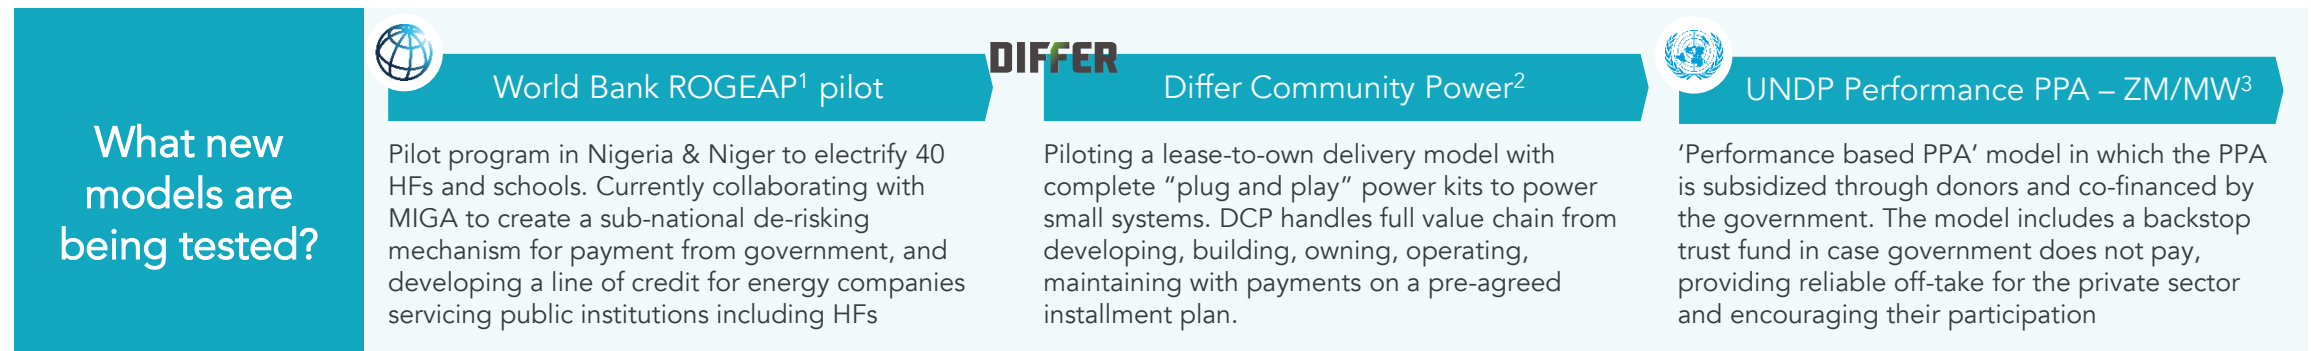 What new
models are
being tested?
World Bank ROGEAP¹ pilot
Pilot program in Nigeria & Niger to electrify 40
HFs and schools. Currently collaborating with
MIGA to create a sub-national de-risking
mechanism for payment from government, and
developing a line of credit for energy companies
servicing public institutions including HFs
DIFFER
Differ Community Power²
Piloting a lease-to-own delivery model with
complete “plug and play” power kits to power
small systems. DCP handles full value chain from
developing, building, owning, operating,
maintaining with payments on a pre-agreed
installment plan.
UNDP Performance PPA – ZM/MW³
‘Performance based PPA’ model in which the PPA
is subsidized through donors and co-financed by
the government. The model includes a backstop
trust fund in case government does not pay,
providing reliable off-take for the private sector
and encouraging their participation